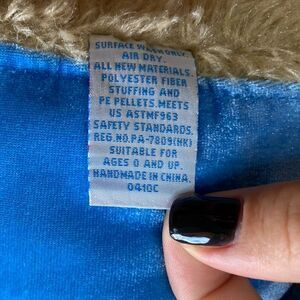 SURFACE WASH ONLY.
AIR DRY.
ALL NEW MATERIALS.
POLYESTER FIBER
STUFFING AND
PE PELLETS.MEETS
US ASTMF963
SAFETY STANDARDS.
REG.NO.PA-7809(HK)
SUITABLE FOR
AGES 0 AND UP.
HANDMADE IN CHINA.
0410C